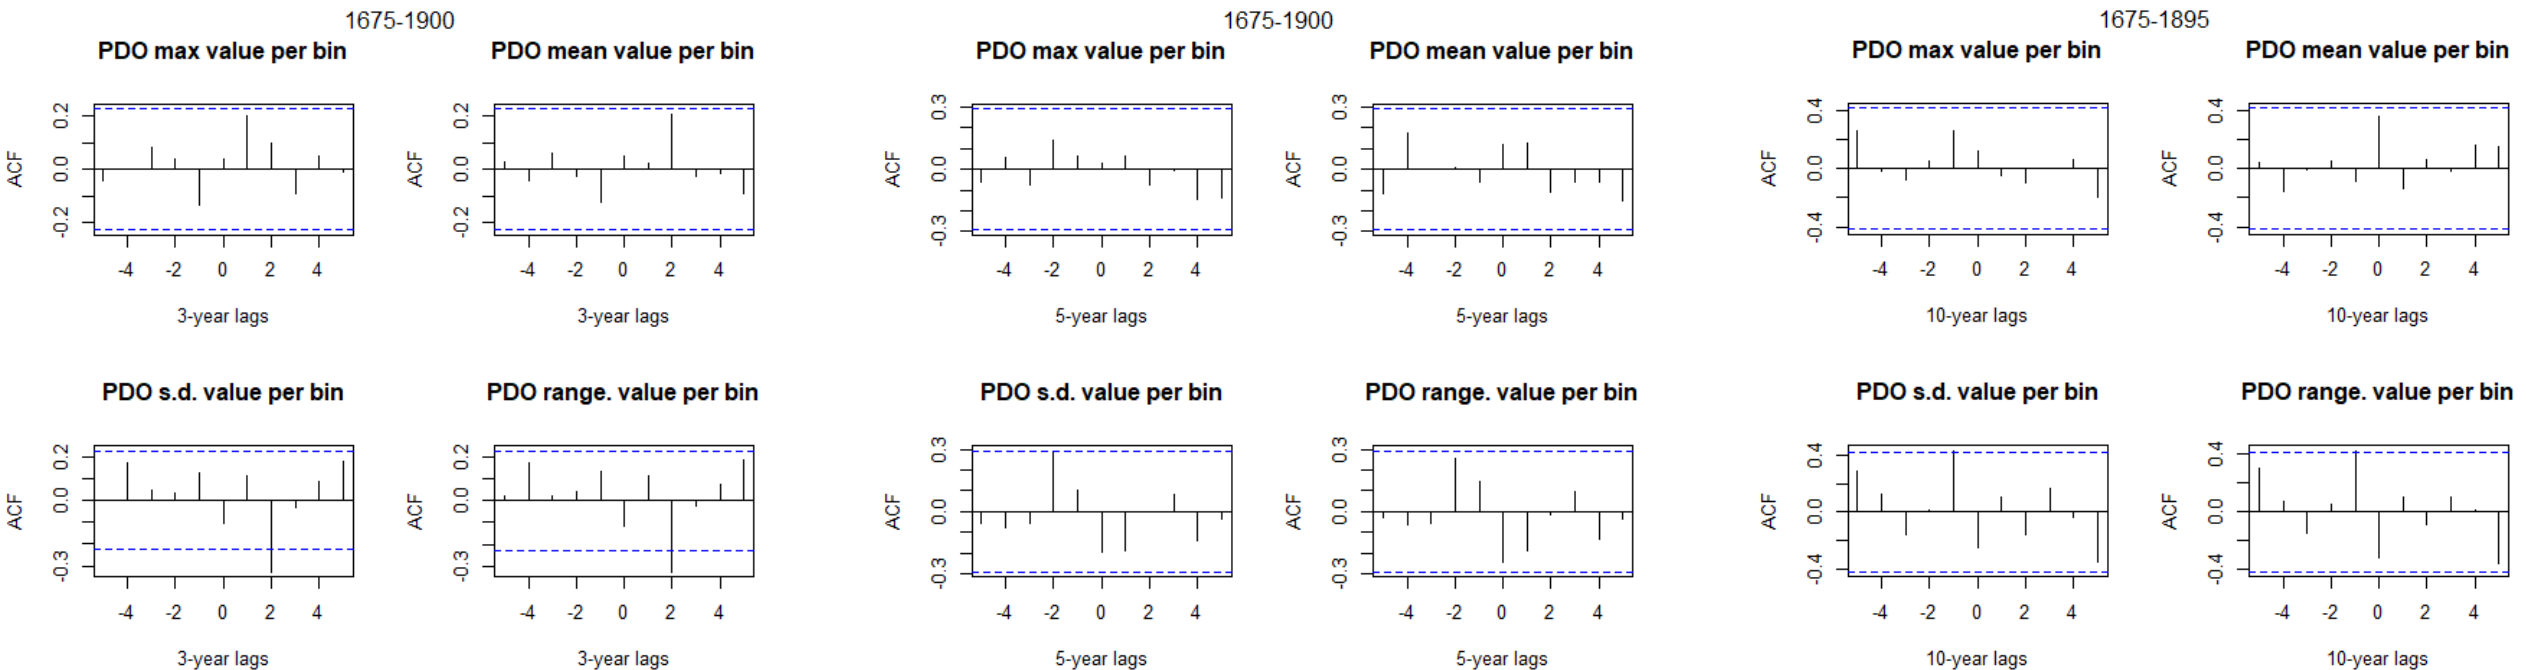 1675-1900
PDO max value per bin
PDO mean value per bin
ACF
0.2
0.0
-0.2
-4 -2 0 2 4
3-year lags
ACF
0.2
0.0
-0.2
-4 -2 0 2 4
3-year lags
PDO s.d. value per bin
PDO range. value per bin
ACF
0.2
0.0
-0.3
-4 -2 0 2 4
3-year lags
ACF
0.2
0.0
-0.3
-4 -2 0 2 4
3-year lags
1675-1900
PDO max value per bin
PDO mean value per bin
ACF
0.3
0.0
-0.3
-4 -2 0 2 4
5-year lags
ACF
0.3
0.0
-0.3
-4 -2 0 2 4
5-year lags
PDO s.d. value per bin
PDO range. value per bin
ACF
0.3
0.0
-0.3
-4 -2 0 2 4
5-year lags
ACF
0.3
0.0
-0.3
-4 -2 0 2 4
5-year lags
1675-1895
PDO max value per bin
PDO mean value per bin
ACF
0.4
0.0
-0.4
-4 -2 0 2 4
10-year lags
ACF
0.4
0.0
-0.4
-4 -2 0 2 4
10-year lags
PDO s.d. value per bin
PDO range. value per bin
ACF
0.4
0.0
-0.4
-4 -2 0 2 4
10-year lags
ACF
0.4
0.0
-0.4
-4 -2 0 2 4
10-year lags